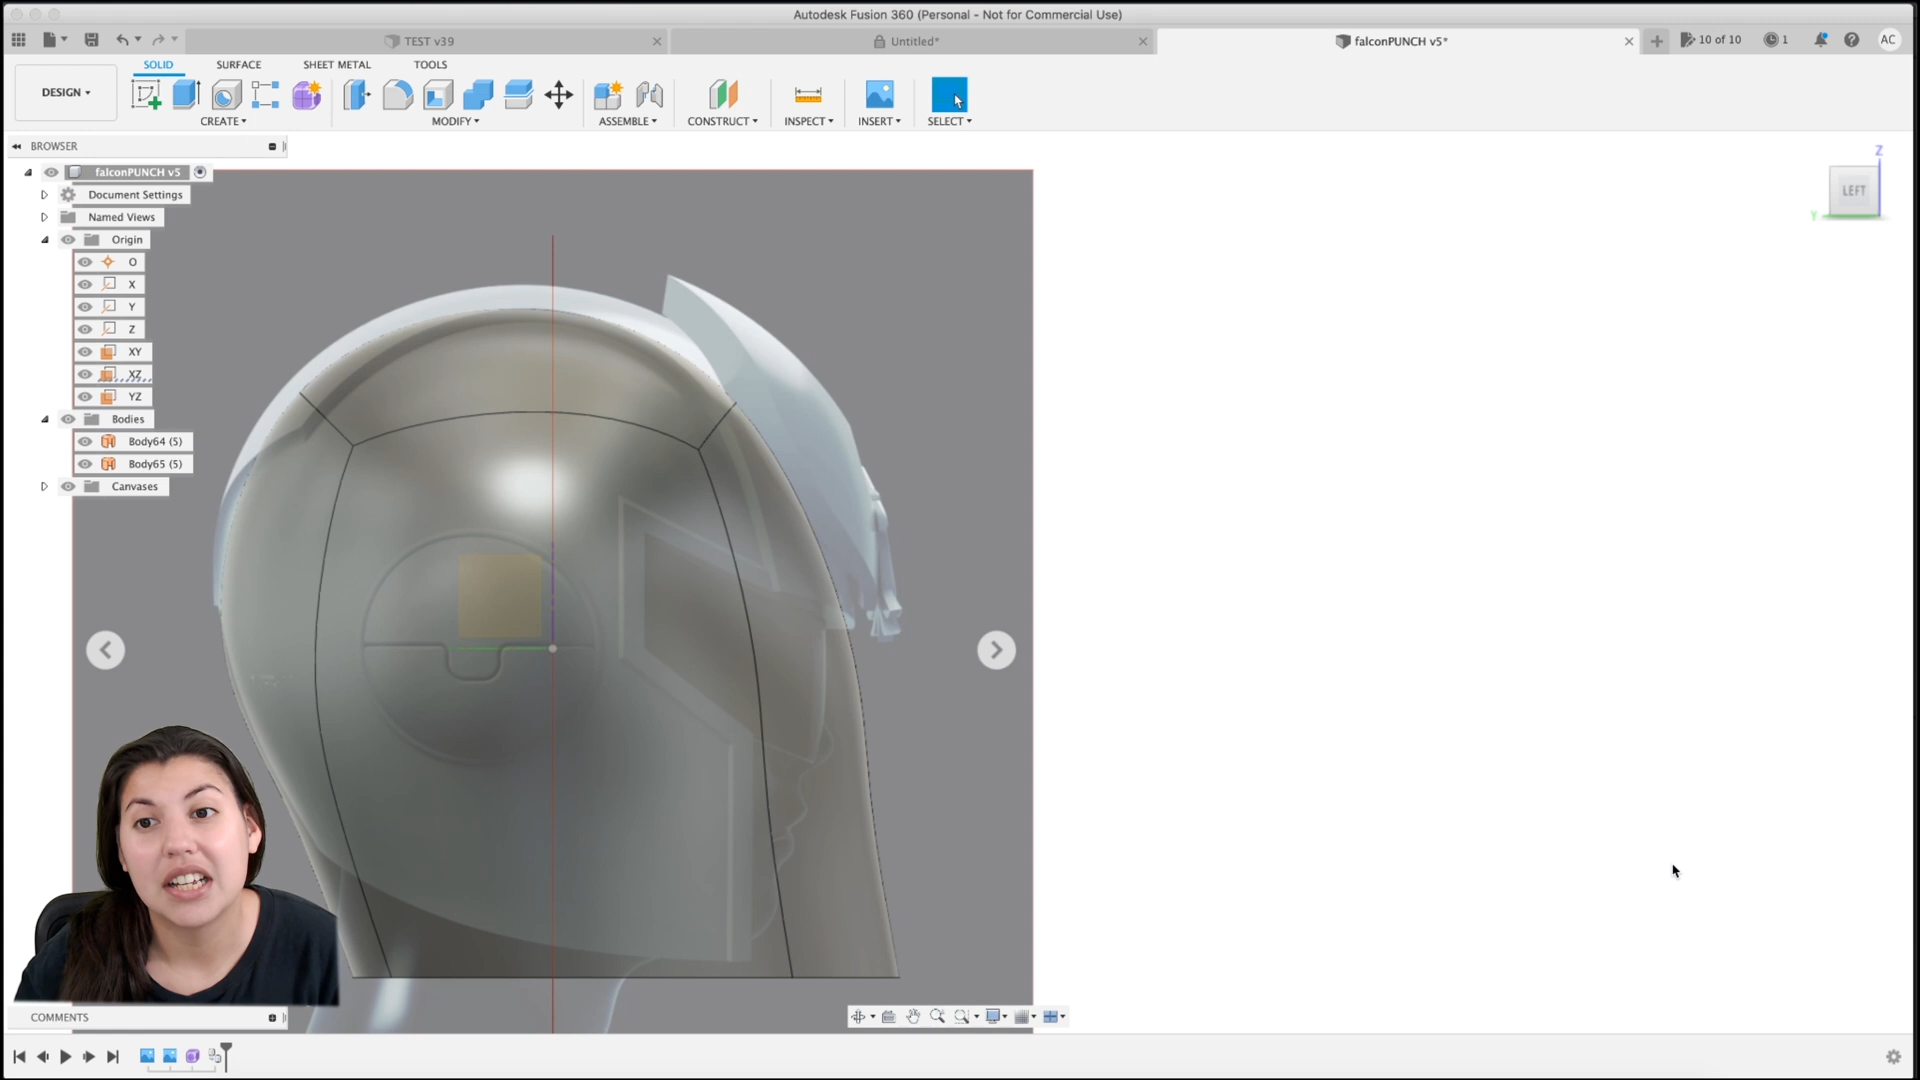 Autodesk Fusion 360 (Personal – Not for Commercial Use)
TEST v39
Untitled*
falconPUNCH v5*
10 of 10
1
AC
SOLID
SURFACE
SHEET METAL
TOOLS
DESIGN
CREATE
MODIFY
ASSEMBLE
CONSTRUCT
INSPECT
INSERT
SELECT
BROWSER
falconPUNCH v5
Document Settings
Named Views
Origin
O
X
Y
Z
XY
XZ
YZ
Bodies
Body64 (5)
Body65 (5)
Canvases
Z
LEFT
Y
COMMENTS